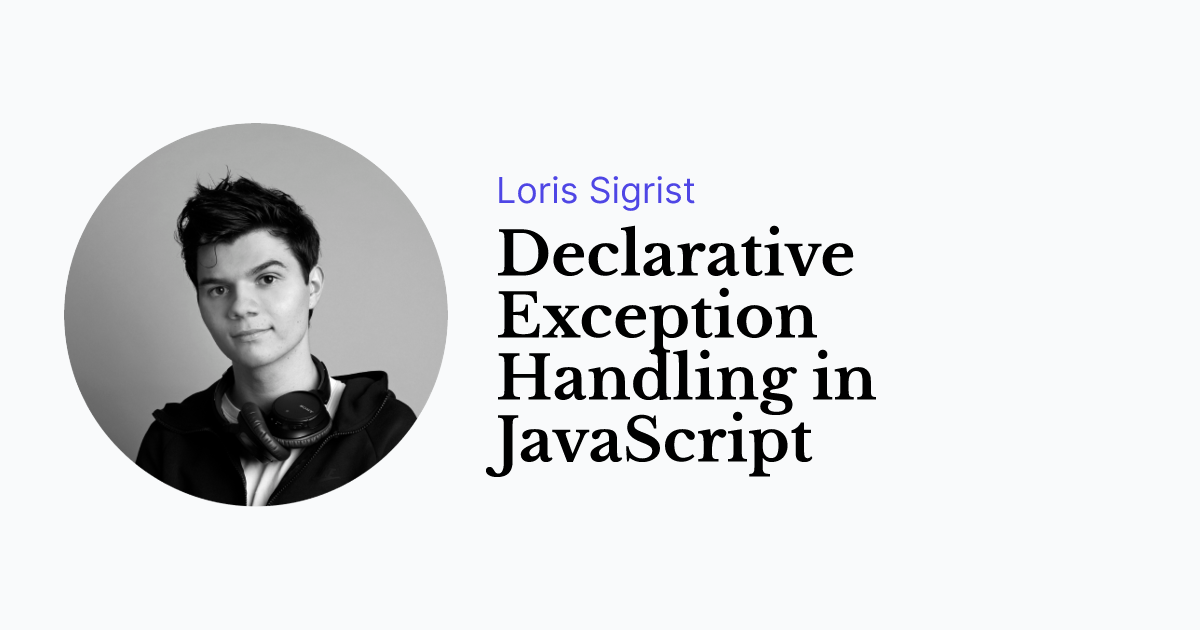 Loris Sigrist
Declarative
Exception
Handling in
JavaScript